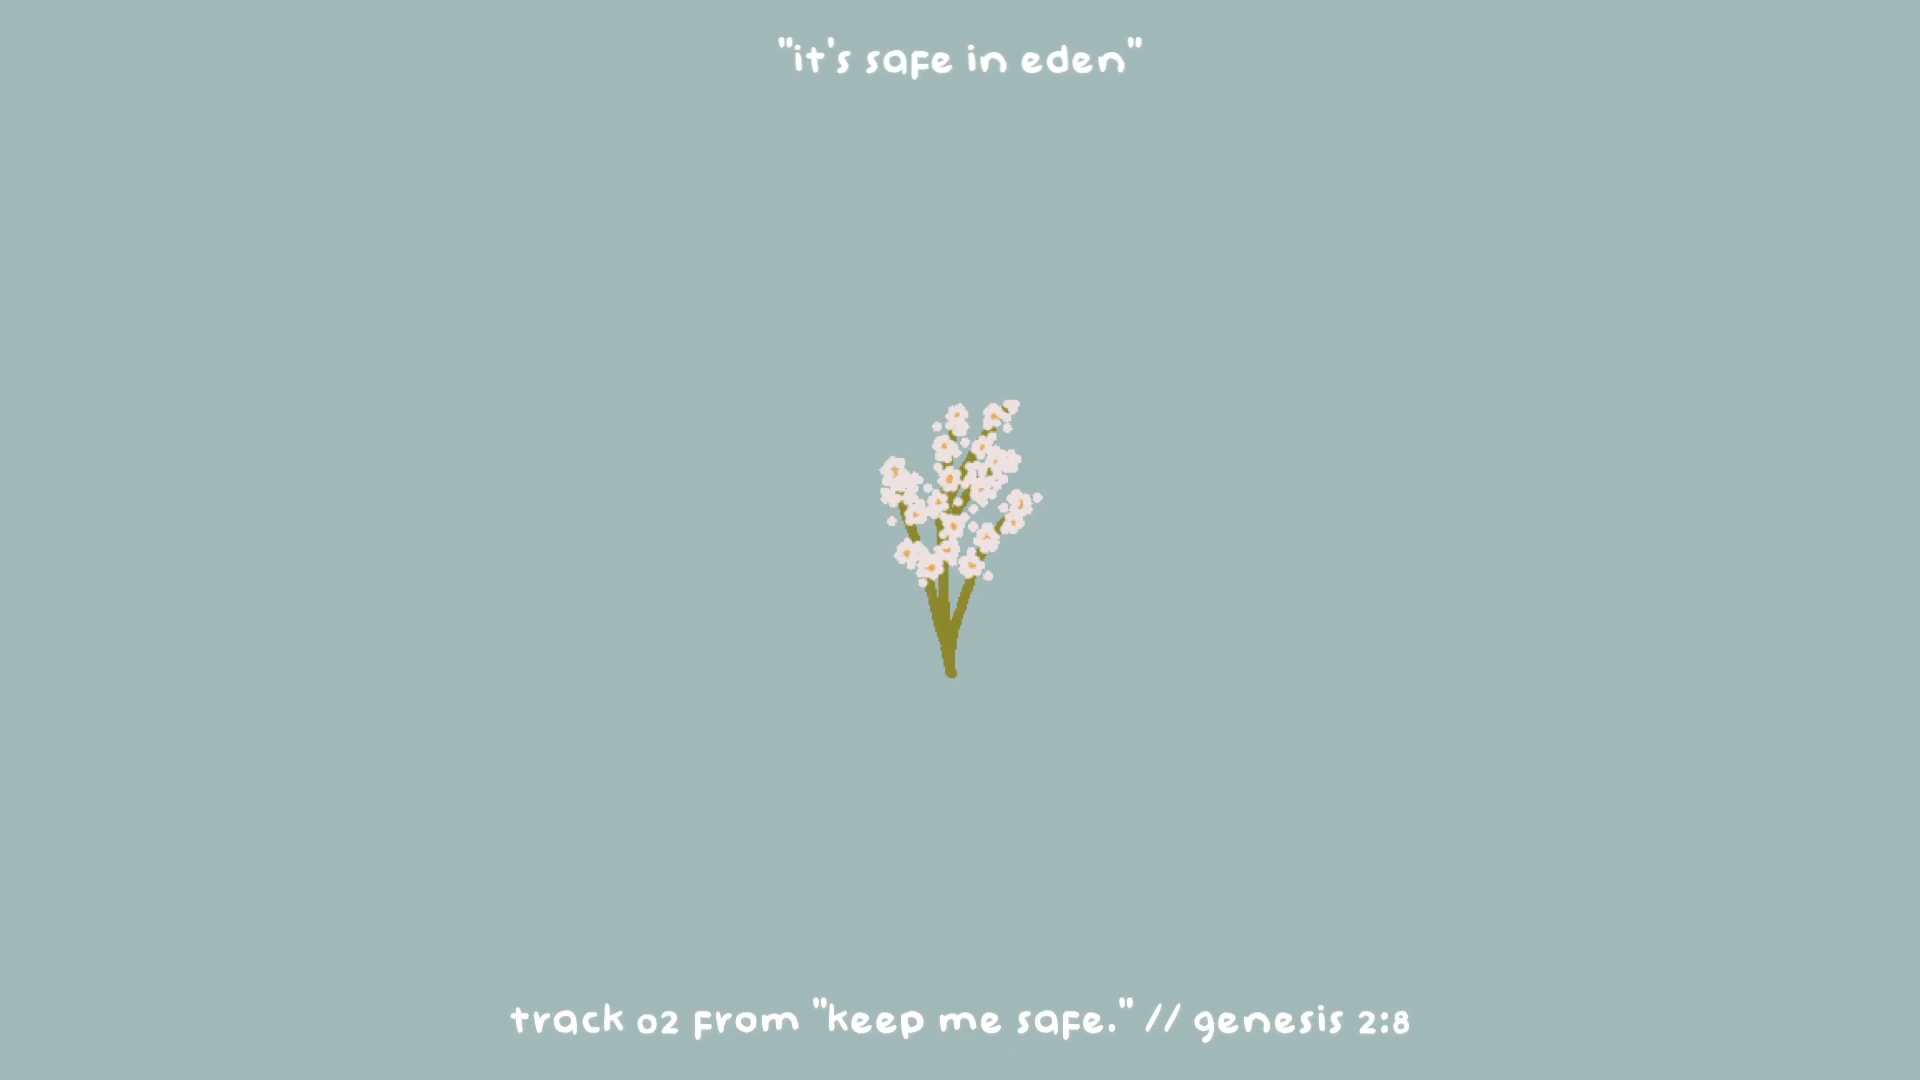 "it's safe in eden"
track 02 from "keep me safe." // genesis 2:8